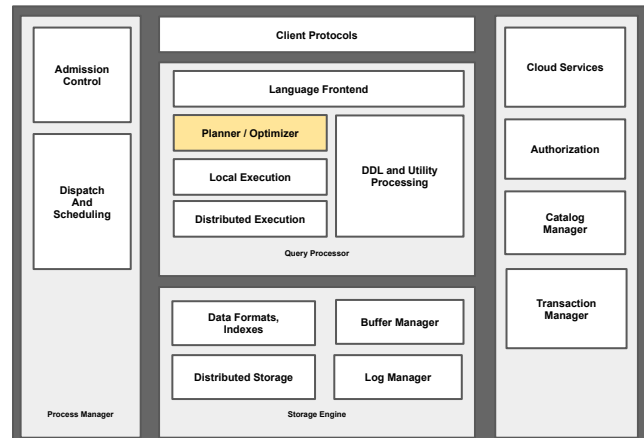 Admission
Control
Dispatch
And
Scheduling
Process Manager
Client Protocols
Language Frontend
Planner / Optimizer
Local Execution
Distributed Execution
DDL and Utility
Processing
Query Processor
Data Formats,
Indexes
Buffer Manager
Distributed Storage
Log Manager
Storage Engine
Cloud Services
Authorization
Catalog
Manager
Transaction
Manager